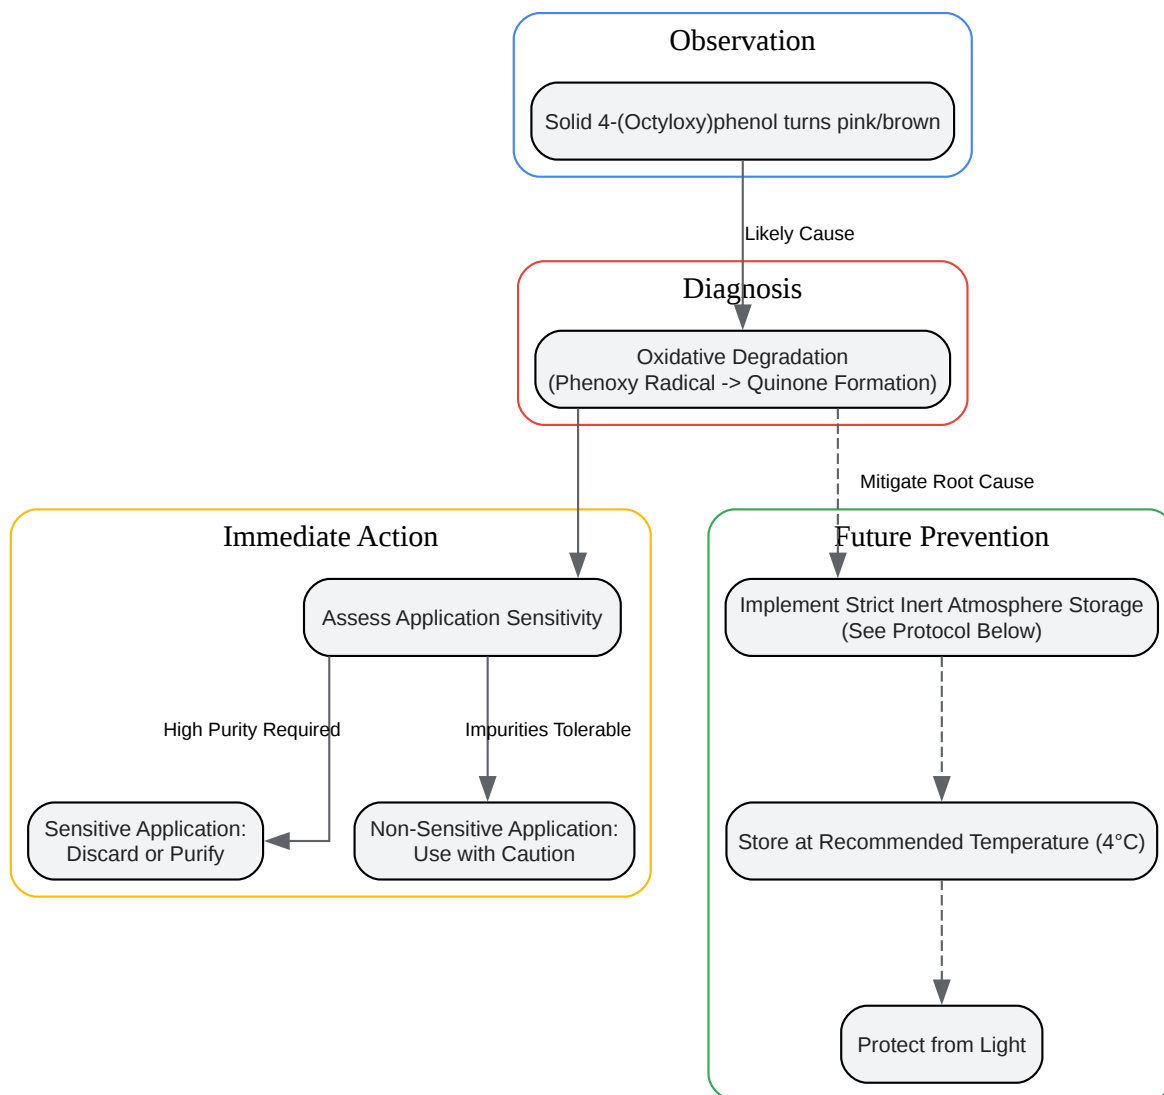 Observation
Solid 4-(Octyloxy)phenol turns pink/brown
Likely Cause
Diagnosis
Oxidative Degradation
(Phenoxy Radical -> Quinone Formation)
Mitigate Root Cause
Immediate Action
Assess Application Sensitivity
High Purity Required
Impurities Tolerable
Sensitive Application:
Discard or Purify
Non-Sensitive Application:
Use with Caution
Future Prevention
Implement Strict Inert Atmosphere Storage
(See Protocol Below)
Store at Recommended Temperature (4°C)
Protect from Light